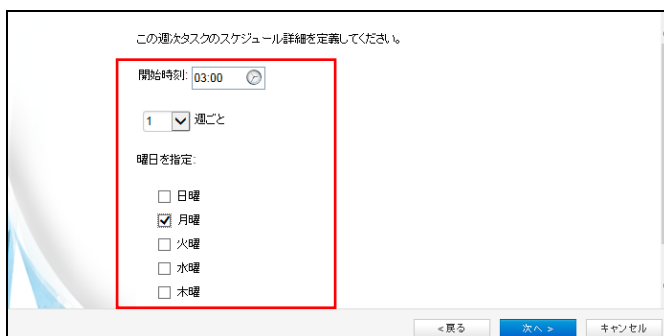 この週次タスクのスケジュール詳細を定義してください。
開始時刻: 03:00
1 週ごと
曜日を指定:
日曜
月曜
火曜
水曜
木曜
<戻る 次へ > キャンセル